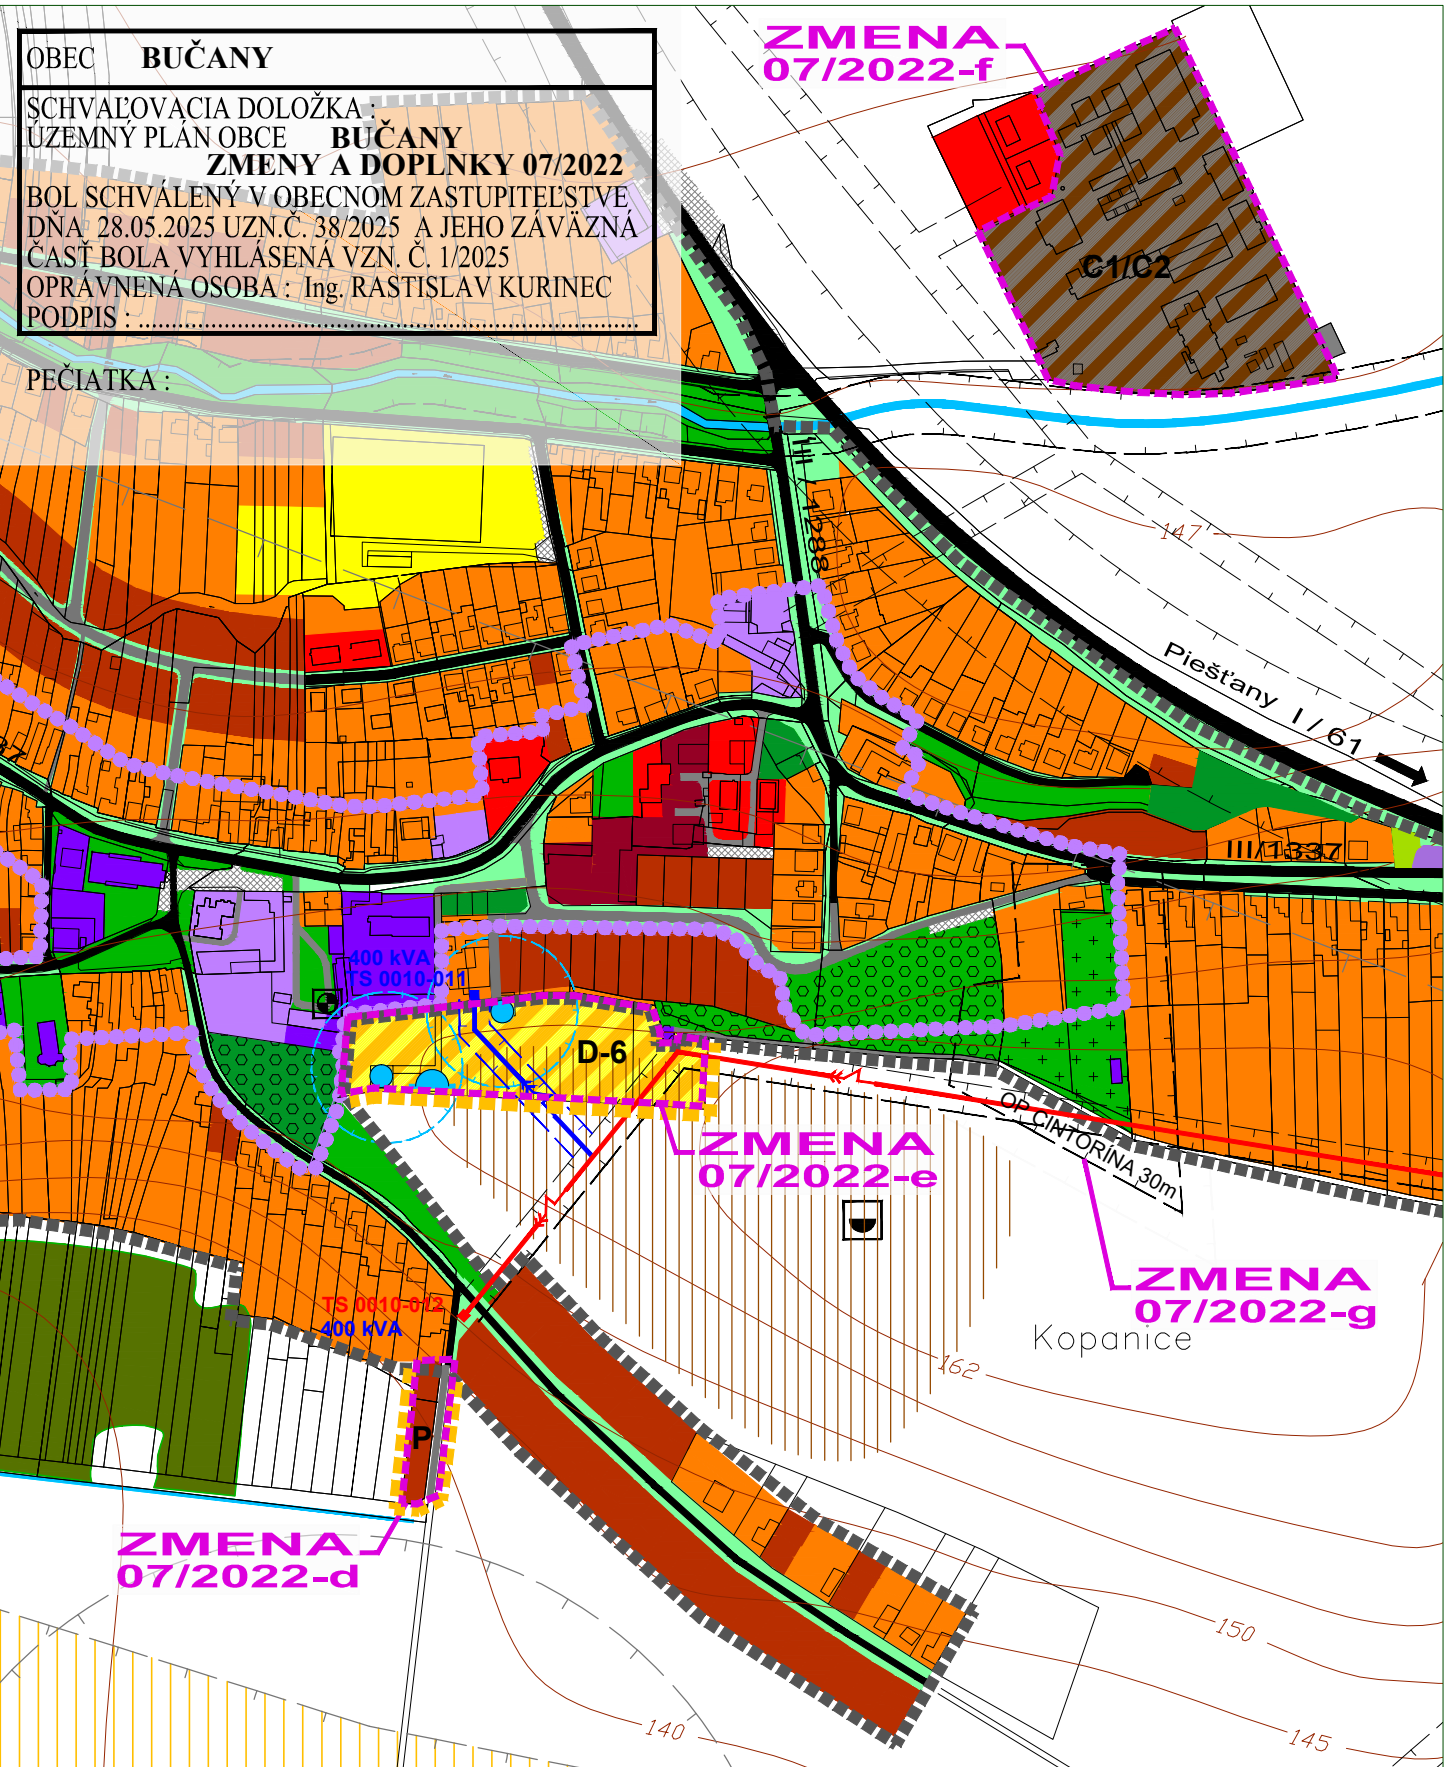 OBEC BUČANY
SCHVAĽOVACIA DOLOŽKA :
ÚZEMNÝ PLÁN OBCE BUČANY
ZMENY A DOPLNKY 07/2022
BOL SCHVÁLENÝ V OBECNOM ZASTUPITEĽSTVE
DŇA 28.05.2025 UZN.Č. 38/2025 A JEHO ZÁVÄZNÁ
ČASŤ BOLA VYHLÁSENÁ VZN. Č. 1/2025
OPRÁVNENÁ OSOBA : Ing. RASTISLAV KURINEC
PODPIS : ...............................................................................
PEČIATKA :
ZMENA
07/2022-f
C1/C2
III / 1288
147
Piešťany I / 61
37
III/1337
400 kVA
TS 0010-011
D-6
OP CINTORÍNA 30m
ZMENA
07/2022-e
ZMENA
07/2022-g
Kopanice
TS 0010-012
400 kVA
162
P
ZMENA
07/2022-d
150
145
140